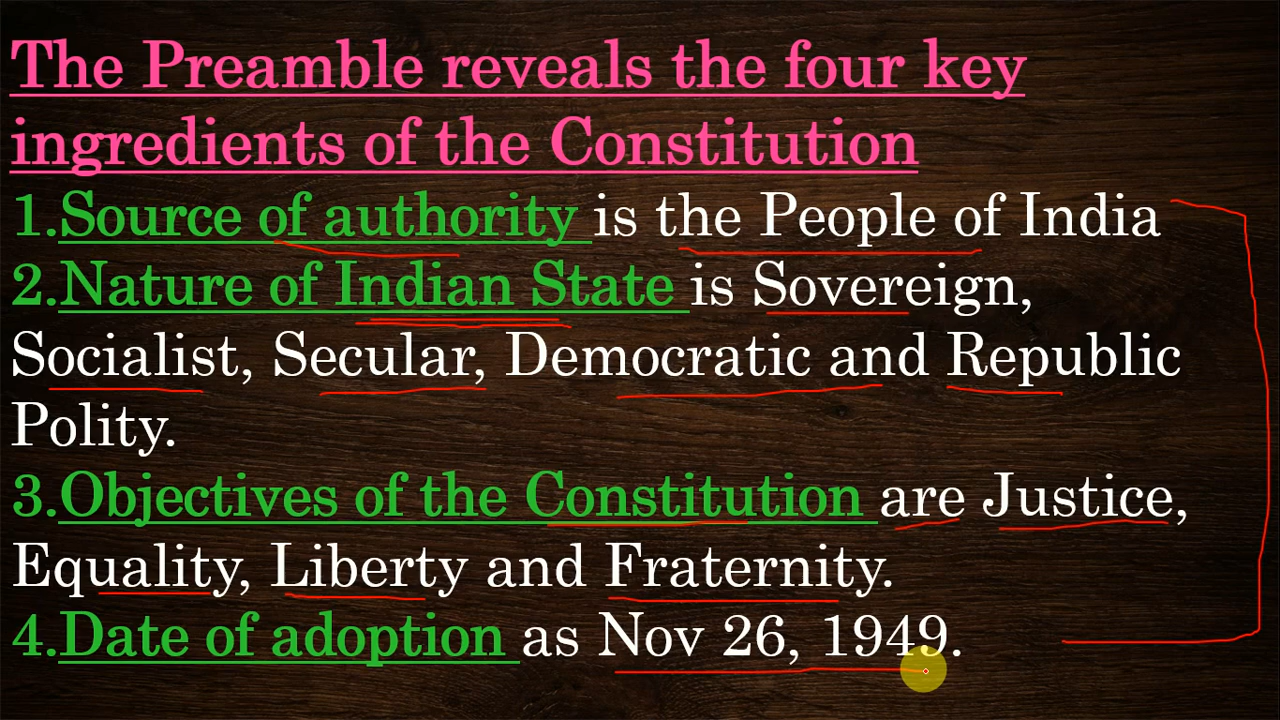 The Preamble reveals the four key
ingredients of the Constitution
1.Source of authority is the People of India
2.Nature of Indian State is Sovereign,
Socialist, Secular, Democratic and Republic
Polity.
3.Objectives of the Constitution are Justice,
Equality, Liberty and Fraternity.
4.Date of adoption as Nov 26, 1949.